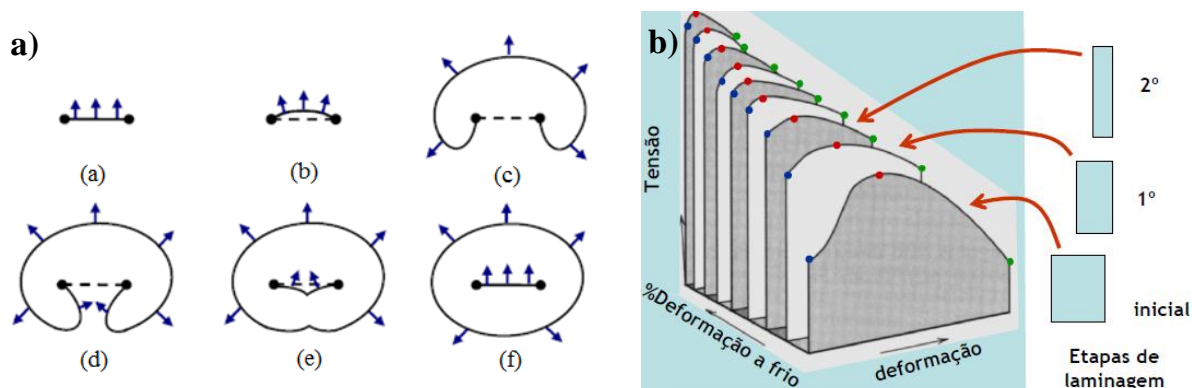 a)
(a)
(b)
(c)
(d)
(e)
(f)
b)
Tensão
%Deformação a frio
deformação
2º
1º
inicial
Etapas de
laminagem